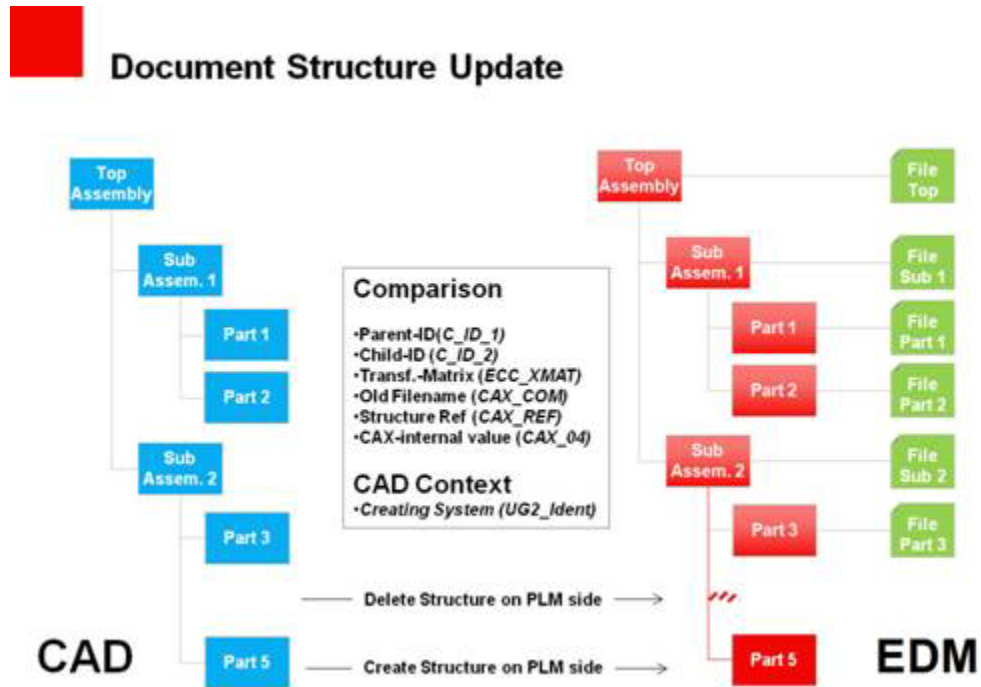 Document Structure Update
Top
Assembly
Sub
Assem. 1
Part 1
Part 2
Sub
Assem. 2
Part 3
Part 5
CAD
Comparison
•Parent-ID(C_ID_1)
•Child-ID (C_ID_2)
•Transf.-Matrix (ECC_XMAT)
•Old Filename (CAX_COM)
•Structure Ref (CAX_REF)
•CAX-internal value (CAX_04)
CAD Context
•Creating System (UG2_Ident)
Delete Structure on PLM side
Create Structure on PLM side
Top
Assembly
File
Top
Sub
Assem. 1
File
Sub 1
Part 1
File
Part 1
Part 2
File
Part 2
Sub
Assem. 2
File
Sub 2
Part 3
File
Part 3
Part 5
EDM